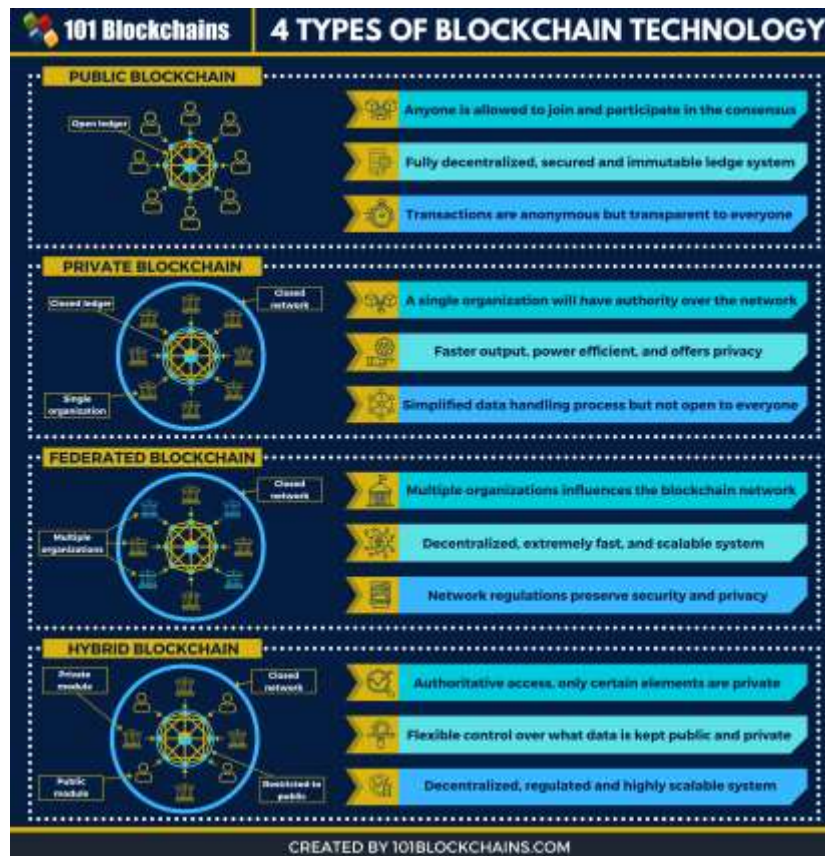 101 Blockchains
4 TYPES OF BLOCKCHAIN TECHNOLOGY
PUBLIC BLOCKCHAIN
Open ledger
Anyone is allowed to join and participate in the consensus
Fully decentralized, secured and immutable ledge system
Transactions are anonymous but transparent to everyone
PRIVATE BLOCKCHAIN
Closed ledger
Closed
network
Single
organization
A single organization will have authority over the network
Faster output, power efficient, and offers privacy
Simplified data handling process but not open to everyone
FEDERATED BLOCKCHAIN
Closed
network
Multiple
organizations
Multiple organizations influences the blockchain network
Decentralized, extremely fast, and scalable system
Network regulations preserve security and privacy
HYBRID BLOCKCHAIN
Private
module
Closed
network
Public
module
Restricted to
public
Authoritative access, only certain elements are private
Flexible control over what data is kept public and private
Decentralized, regulated and highly scalable system
CREATED BY 101BLOCKCHAINS.COM